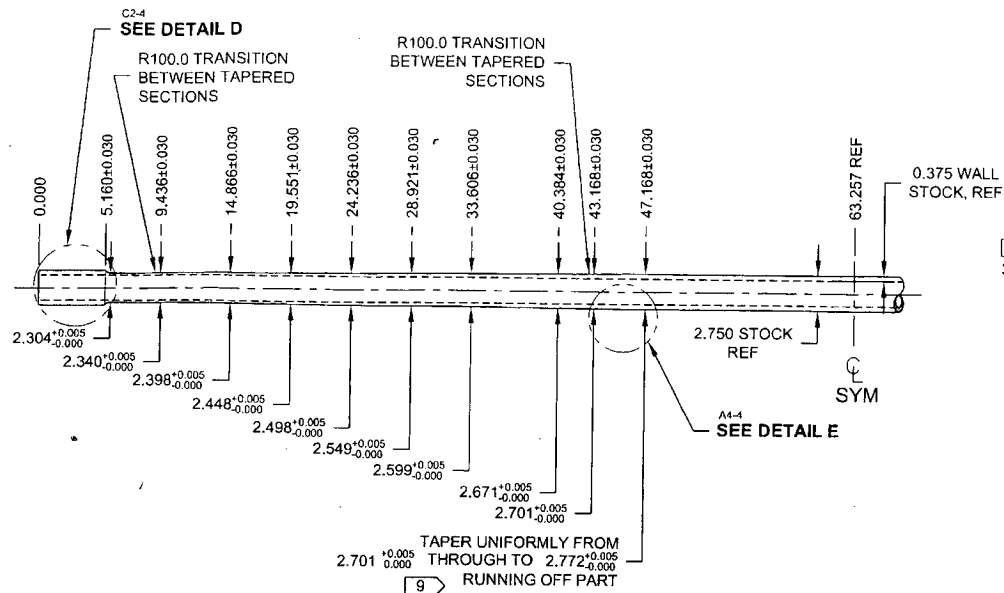 C2-4
SEE DETAIL D
R100.0 TRANSITION
BETWEEN TAPERED
SECTIONS
R100.0 TRANSITION
BETWEEN TAPERED
SECTIONS
0.000
5.160±0.030
9.436±0.030
14.866±0.030
19.551±0.030
24.236±0.030
28.921±0.030
33.606±0.030
40.384±0.030
43.168±0.030
47.168±0.030
63.257 REF
0.375 WALL
STOCK, REF
2.304 +0.005 -0.000
2.340 +0.005 -0.000
2.398 +0.005 -0.000
2.448 +0.005 -0.000
2.498 +0.005 -0.000
2.549 +0.005 -0.000
2.599 +0.005 -0.000
2.671 +0.005 -0.000
2.701 +0.005 -0.000
2.750 STOCK
REF
CL
SYM
A4-4
SEE DETAIL E
TAPER UNIFORMLY FROM
2.701 +0.005 0.000 THROUGH TO 2.772 +0.005 -0.000
9 RUNNING OFF PART